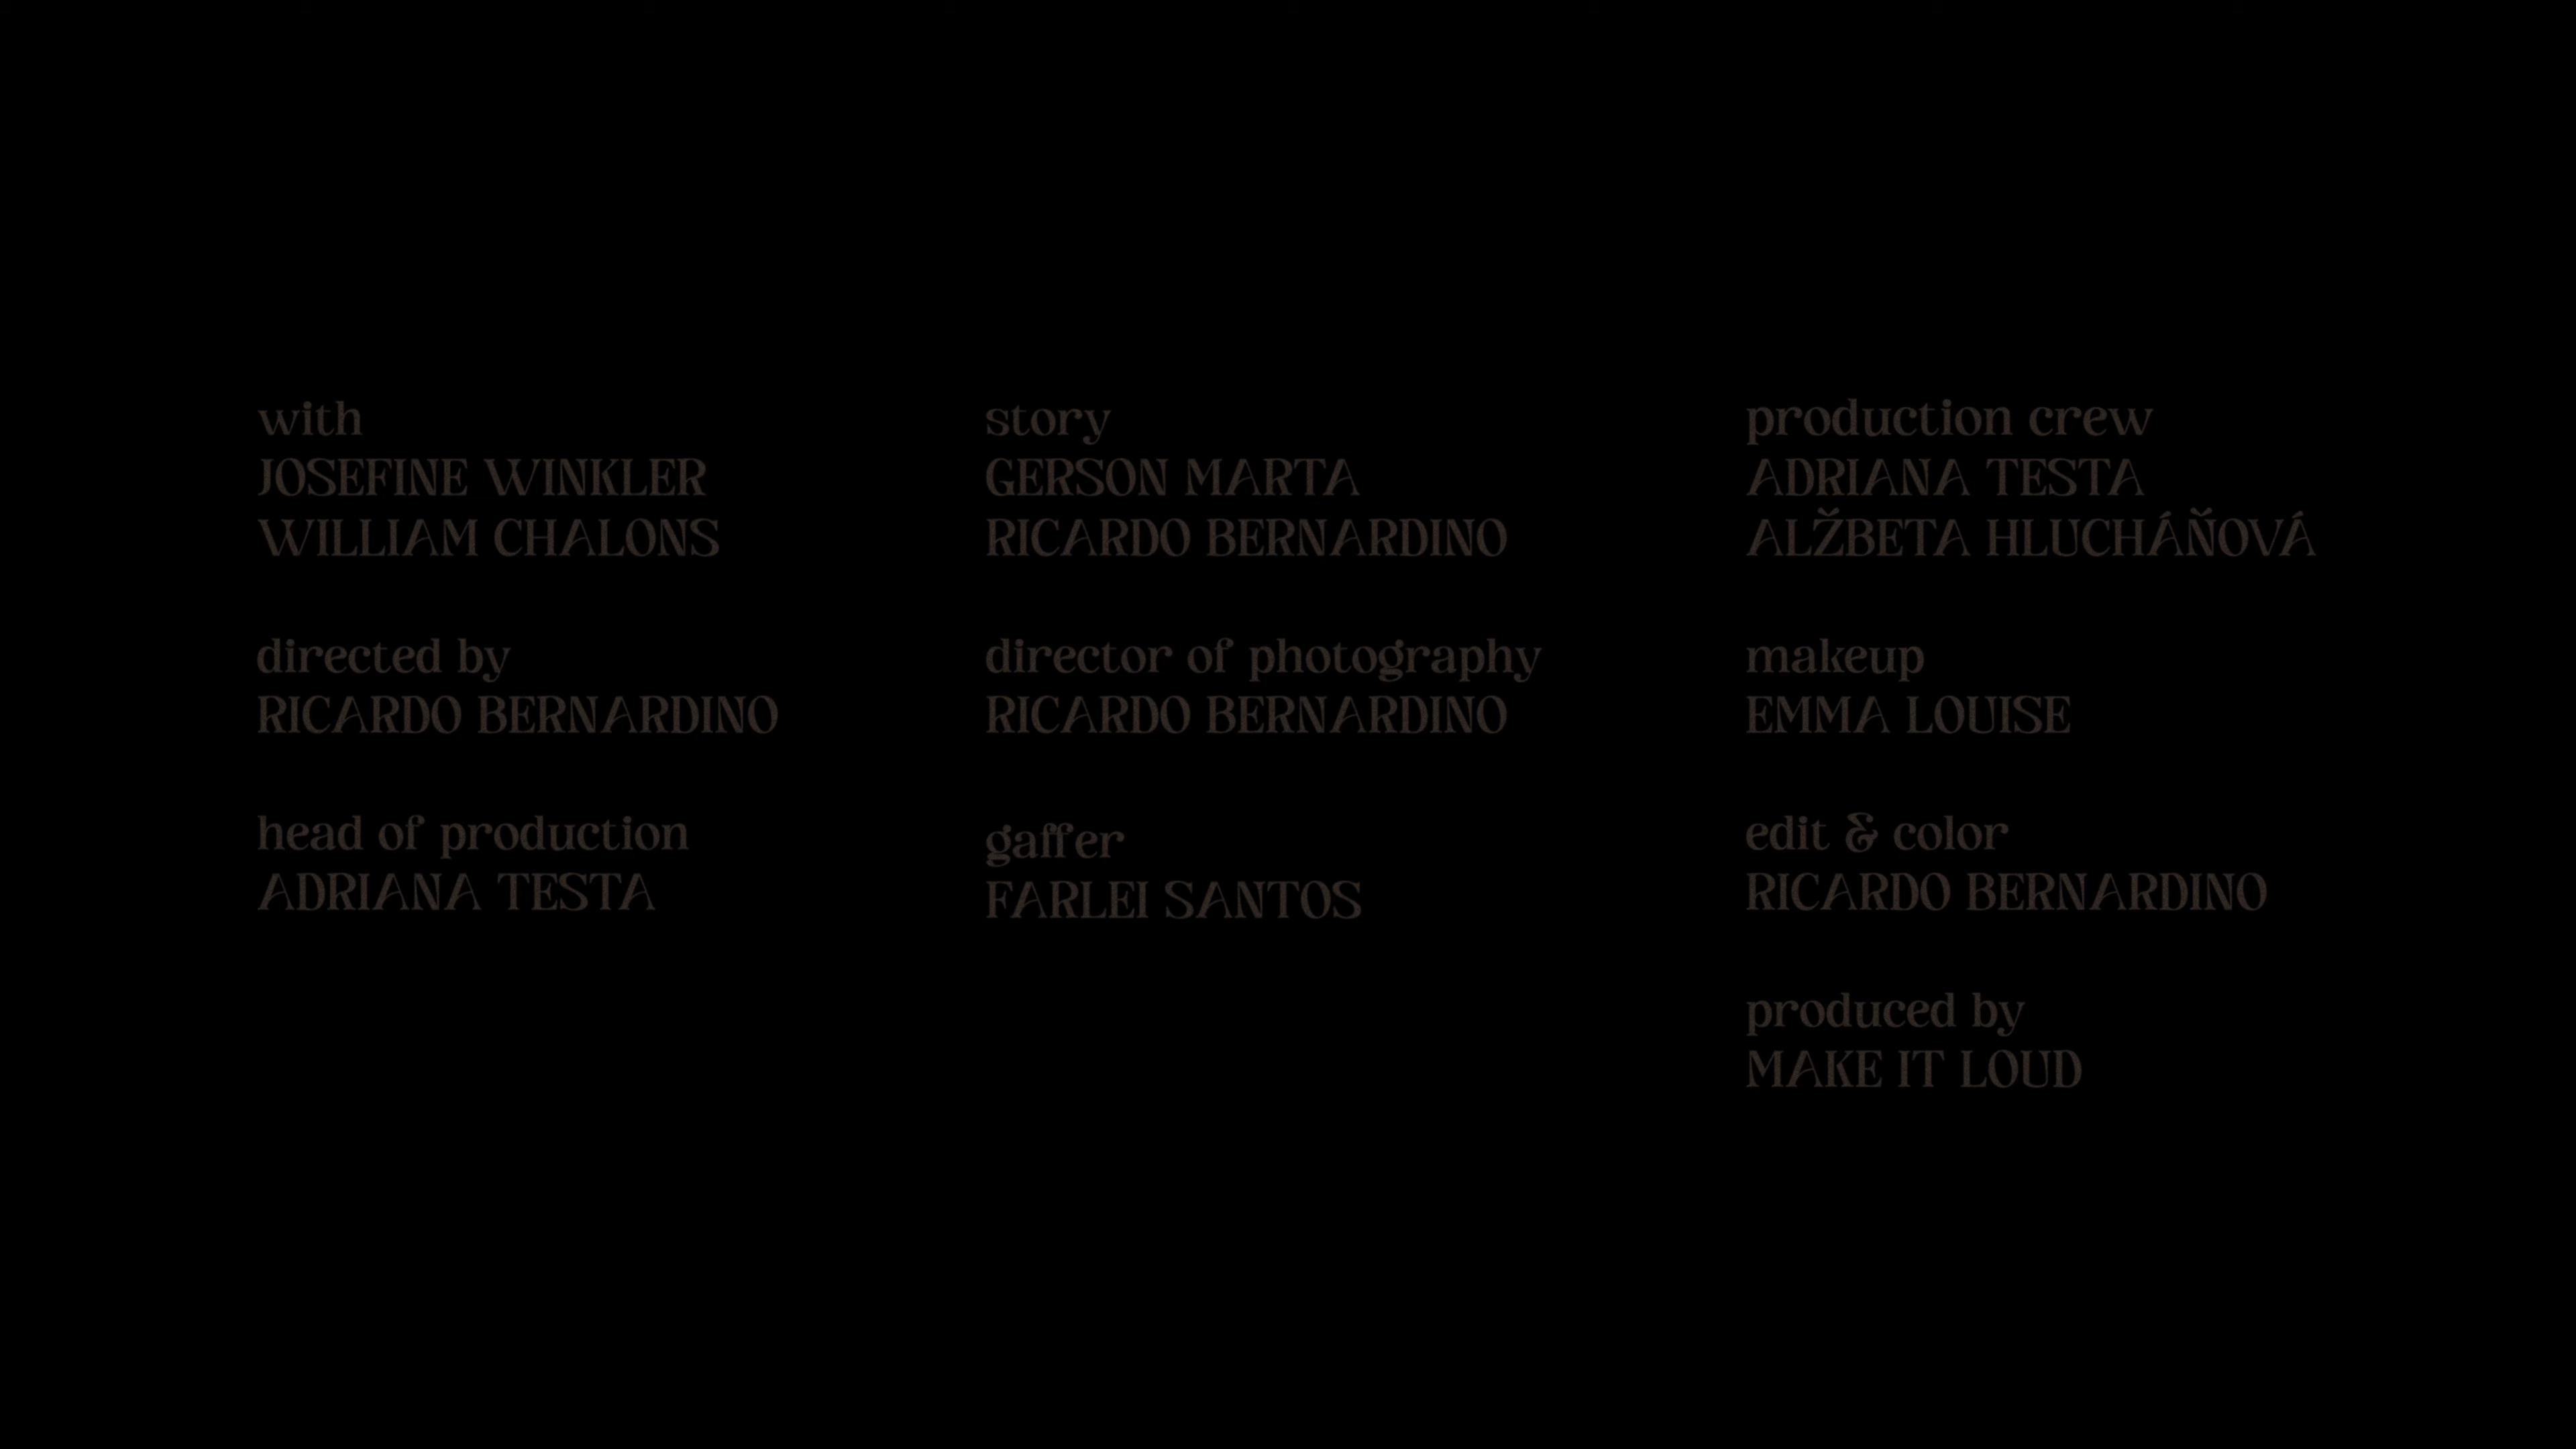 with
JOSEFINE WINKLER
WILLIAM CHALONS
directed by
RICARDO BERNARDINO
head of production
ADRIANA TESTA
story
GERSON MARTA
RICARDO BERNARDINO
director of photography
RICARDO BERNARDINO
gaffer
FARLEI SANTOS
production crew
ADRIANA TESTA
ALŽBETA HLUCHÁŇOVÁ
makeup
EMMA LOUISE
edit & color
RICARDO BERNARDINO
produced by
MAKE IT LOUD